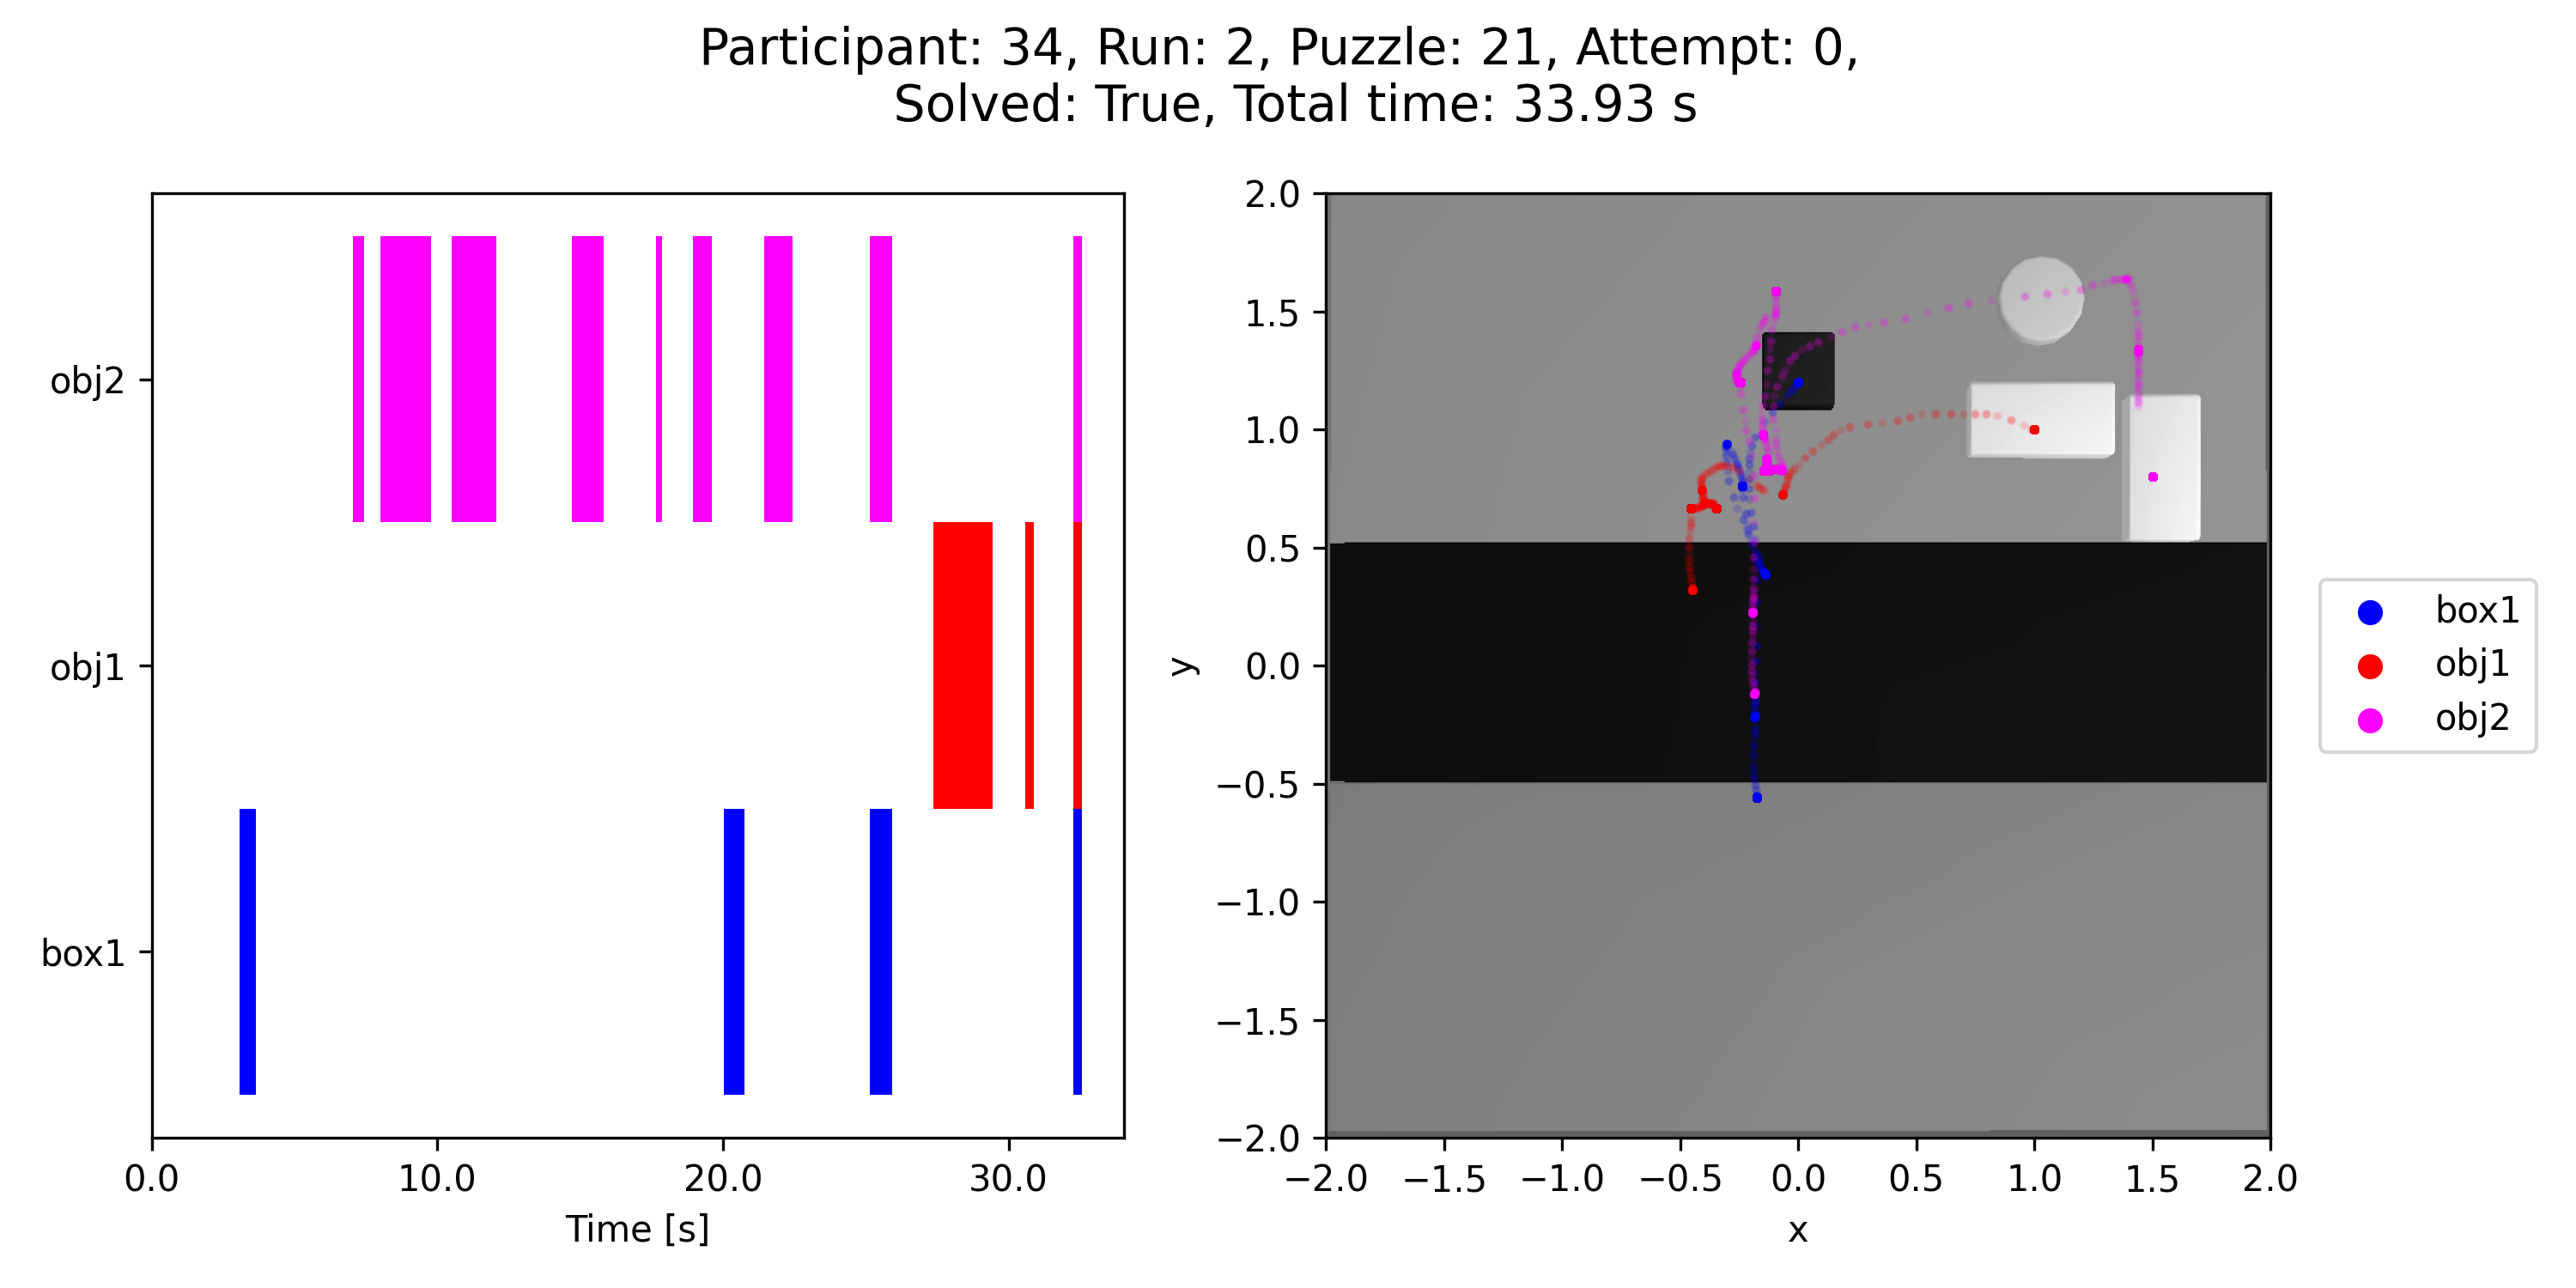 Participant: 34, Run: 2, Puzzle: 21, Attempt: 0,
Solved: True, Total time: 33.93 s
obj2
obj1
box1
0.0 10.0 20.0 30.0
Time [s]
2.0
1.5
1.0
0.5
0.0
−0.5
−1.0
−1.5
−2.0
y
−2.0 −1.5 −1.0 −0.5 0.0 0.5 1.0 1.5 2.0
x
box1
obj1
obj2